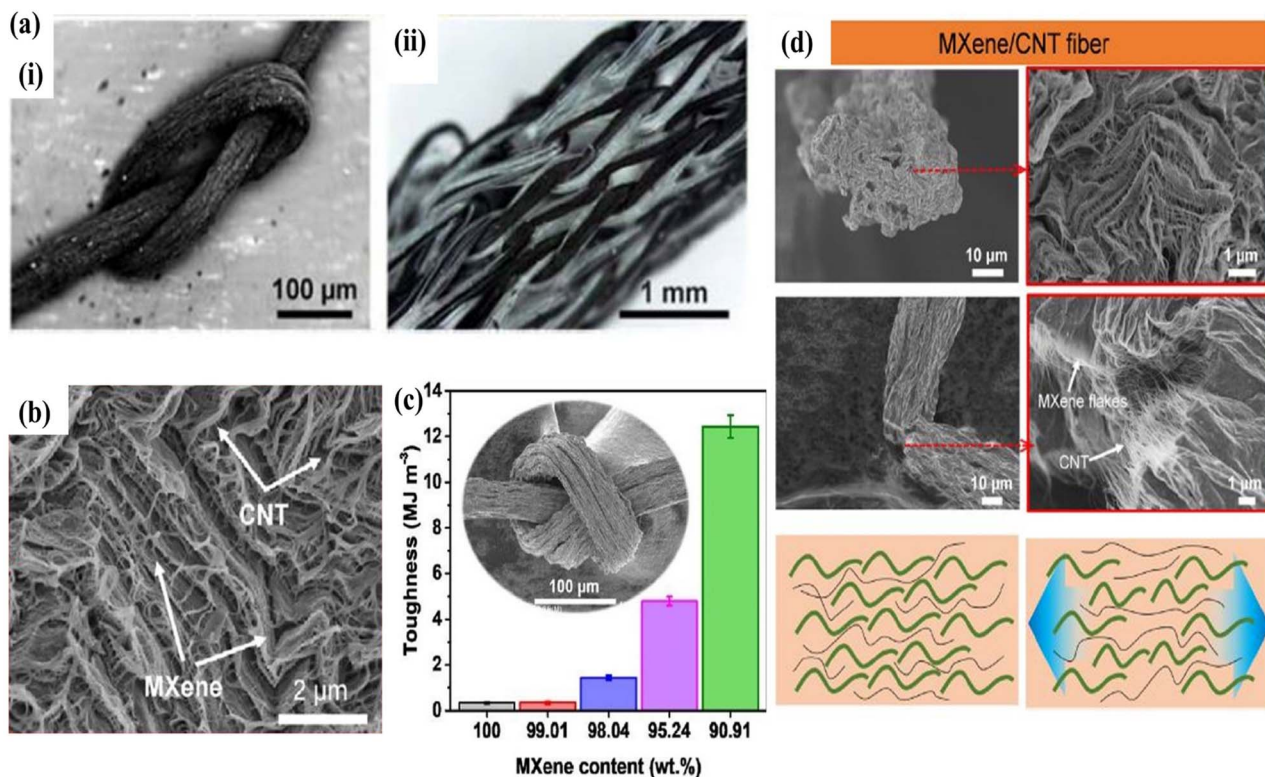 (a)
(i)
100 µm
(ii)
1 mm
(b)
CNT
MXene
2 µm
(c)
Toughness (MJ m⁻³)
14
12
10
8
6
4
2
0
100 µm
100 99.01 98.04 95.24 90.91
MXene content (wt.%)
(d)
MXene/CNT fiber
10 µm
1 µm
10 µm
MXene flakes
CNT
1 µm